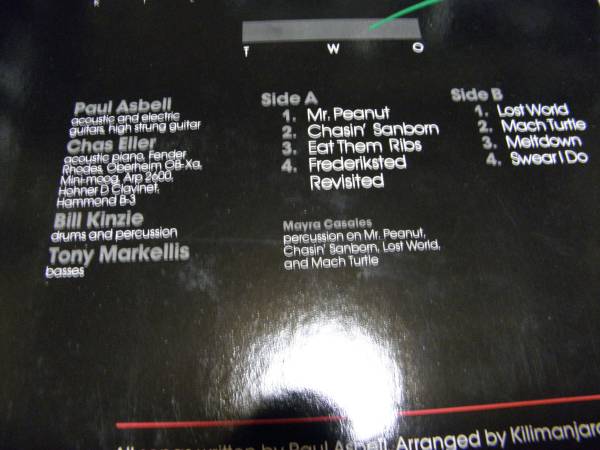 T W O
Paul Asbell
acoustic and electric
guitars, high strung guitar
Chas Eller
acoustic piano, Fender
Rhodes, Oberheim OB-Xa,
Mini-moog, Arp 2600,
Hohner D Clavinet,
Hammond B-3
Bill Kinzie
drums and percussion
Tony Markellis
basses
Side A
1. Mr. Peanut
2. Chasin' Sanborn
3. Eat Them Ribs
4. Frederiksted
Revisited
Mayra Casales
percussion on Mr. Peanut,
Chasin' Sanborn, Lost World,
and Mach Turtle
Side B
1. Lost World
2. Mach Turtle
3. Meltdown
4. Swear I Do
written by Paul Asbell. Arranged by Kilimanjaro